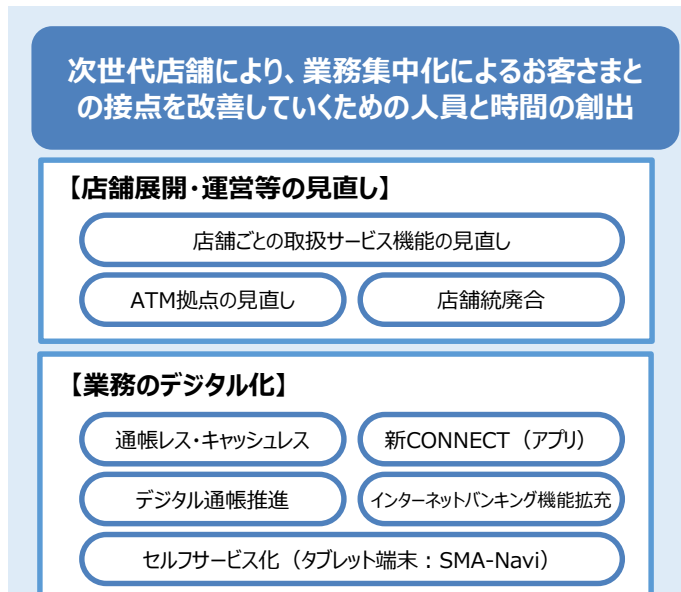 次世代店舗により、業務集中化によるお客さまと
の接点を改善していくための人員と時間の創出
【店舗展開・運営等の見直し】
店舗ごとの取扱サービス機能の見直し
ATM拠点の見直し
店舗統廃合
【業務のデジタル化】
通帳レス・キャッシュレス
新CONNECT（アプリ）
デジタル通帳推進
インターネットバンキング機能拡充
セルフサービス化（タブレット端末：SMA-Navi）